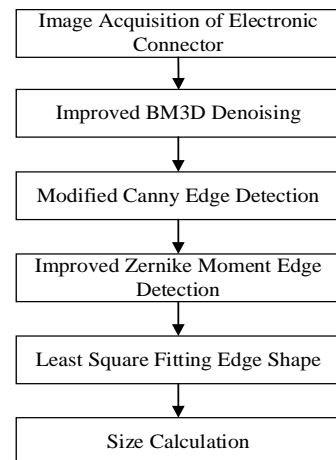 Image Acquisition of Electronic
Connector
Improved BM3D Denoising
Modified Canny Edge Detection
Improved Zernike Moment Edge
Detection
Least Square Fitting Edge Shape
Size Calculation